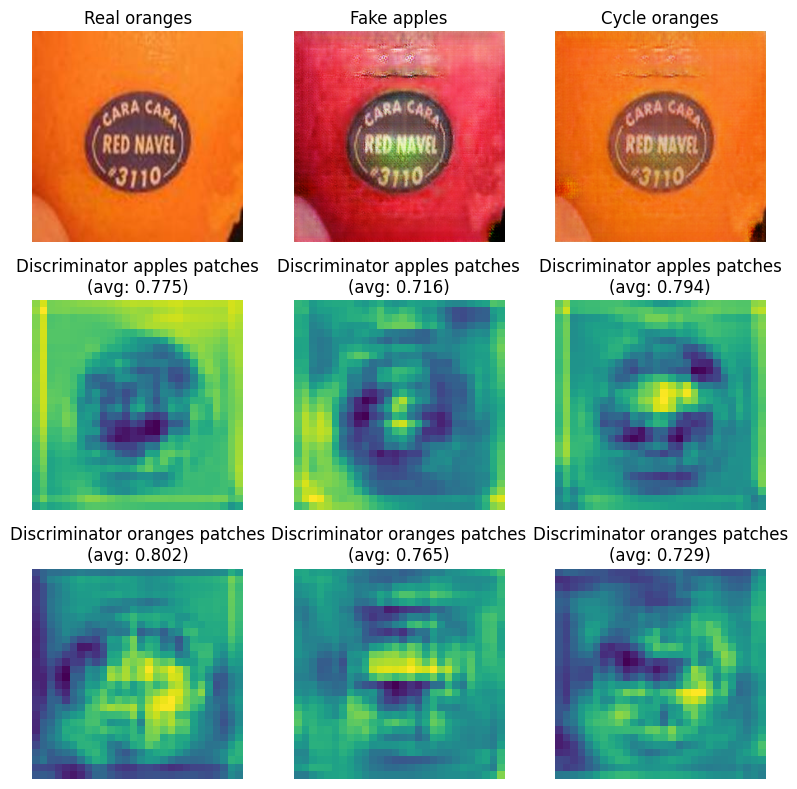 Real oranges
Fake apples
Cycle oranges
CARA CARA
RED NAVEL
#3110
CARA CARA
RED NAVEL
#3110
CARA CARA
RED NAVEL
#3110
Discriminator apples patches
(avg: 0.775)
Discriminator apples patches
(avg: 0.716)
Discriminator apples patches
(avg: 0.794)
Discriminator oranges patches
(avg: 0.802)
Discriminator oranges patches
(avg: 0.765)
Discriminator oranges patches
(avg: 0.729)